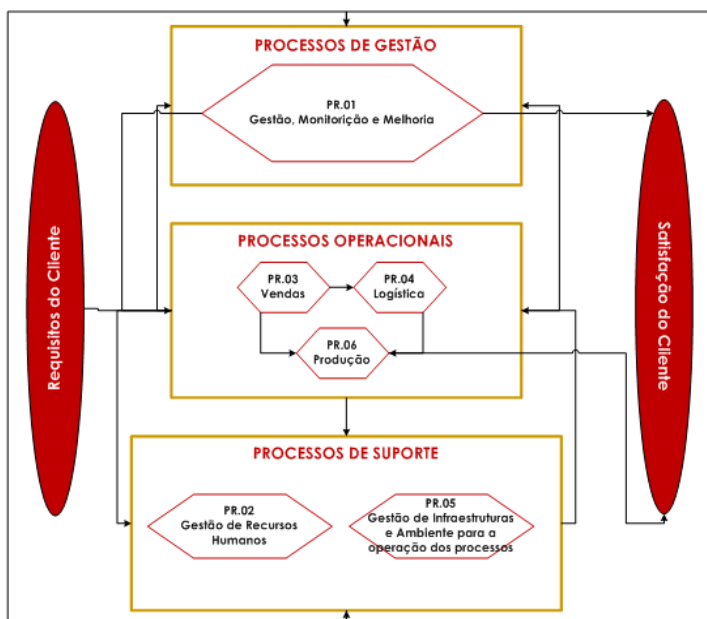 PROCESSOS DE GESTÃO
PR.01
Gestão, Monitorição e Melhoria
Requisitos do Cliente
Satisfação do Cliente
PROCESSOS OPERACIONAIS
PR.03
Vendas
PR.04
Logística
PR.06
Produção
PROCESSOS DE SUPORTE
PR.02
Gestão de Recursos
Humanos
PR.05
Gestão de Infraestruturas
e Ambiente para a
operação dos processos